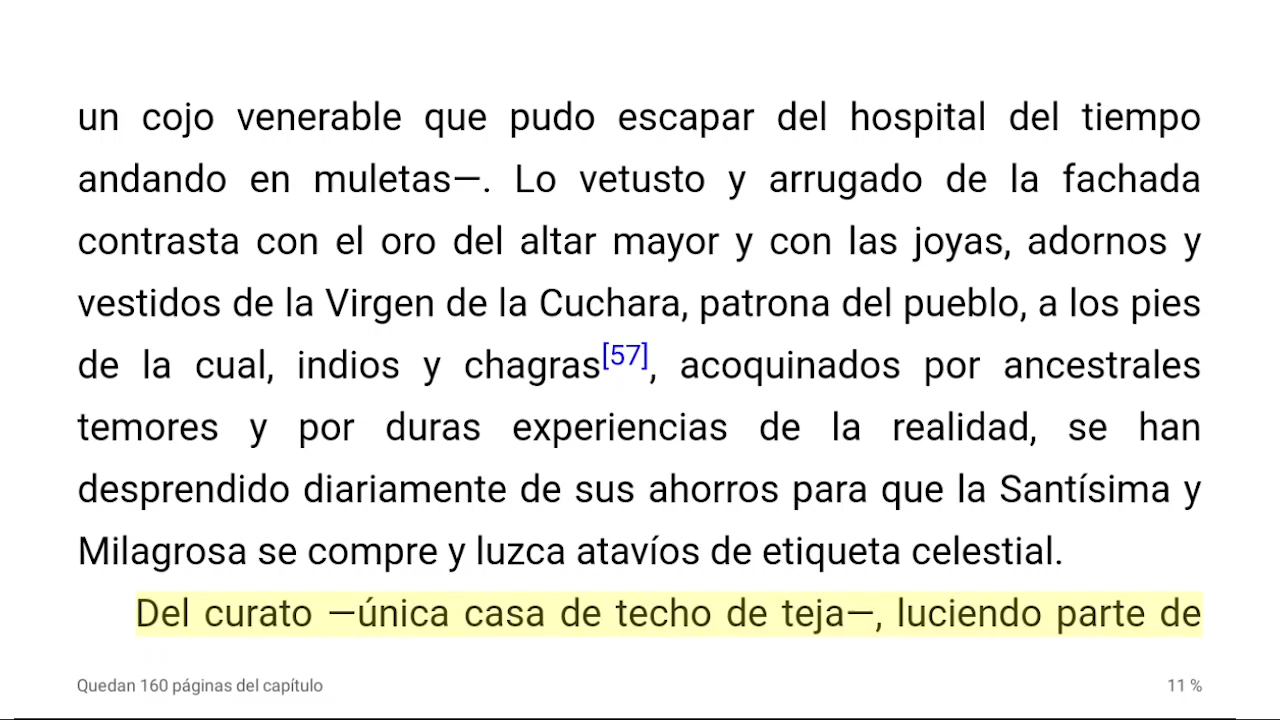 un cojo venerable que pudo escapar del hospital del tiempo
andando en muletas—. Lo vetusto y arrugado de la fachada
contrasta con el oro del altar mayor y con las joyas, adornos y
vestidos de la Virgen de la Cuchara, patrona del pueblo, a los pies
de la cual, indios y chagras[57], acoquinados por ancestrales
temores y por duras experiencias de la realidad, se han
desprendido diariamente de sus ahorros para que la Santísima y
Milagrosa se compre y luzca atavíos de etiqueta celestial.
Del curato —única casa de techo de teja—, luciendo parte de
Quedan 160 páginas del capítulo
11 %